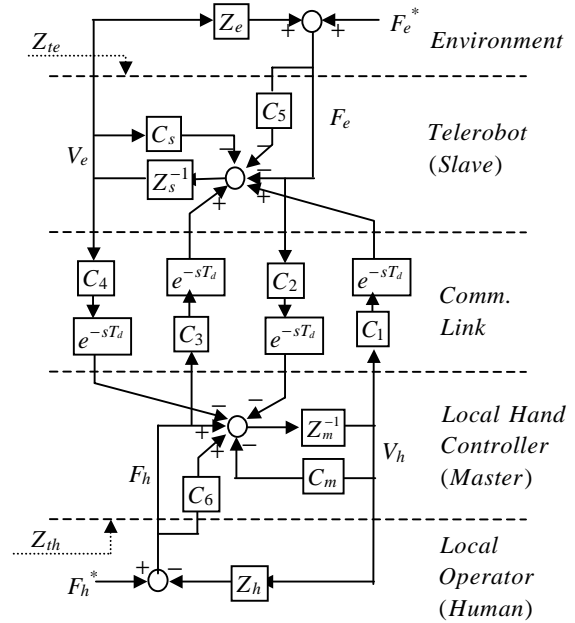 Z_e + + F_e^* Environment
Z_te
C_5 F_e
Telerobot
(Slave)
V_e C_s − −
Z_s^{-1} −
+ +
C_4 e^{-sT_d} C_2 e^{-sT_d}
Comm.
Link
e^{-sT_d} C_3 e^{-sT_d} C_1
− −
Local Hand
Controller
(Master)
+ + − Z_m^{-1}
F_h C_m V_h
C_6
Z_th
Local
Operator
(Human)
F_h^* + − Z_h